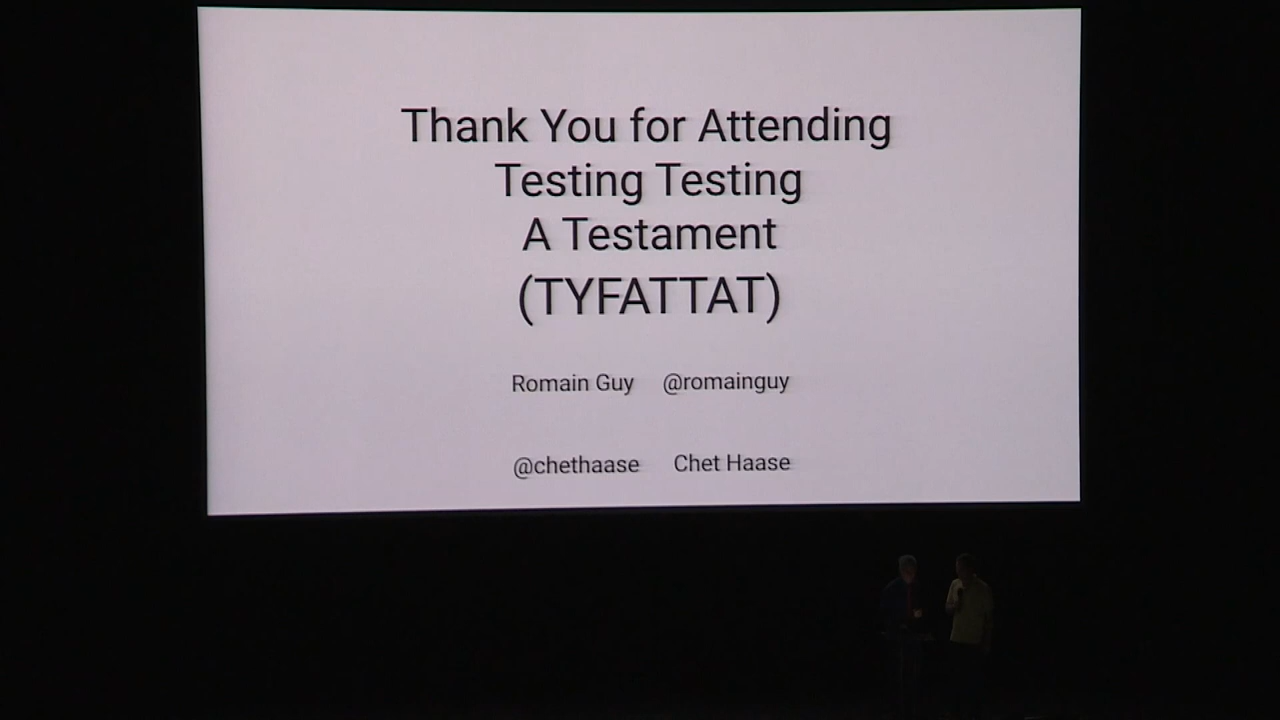 Thank You for Attending
Testing Testing
A Testament
(TYFATTAT)
Romain Guy @romainguy
@chethaase Chet Haase